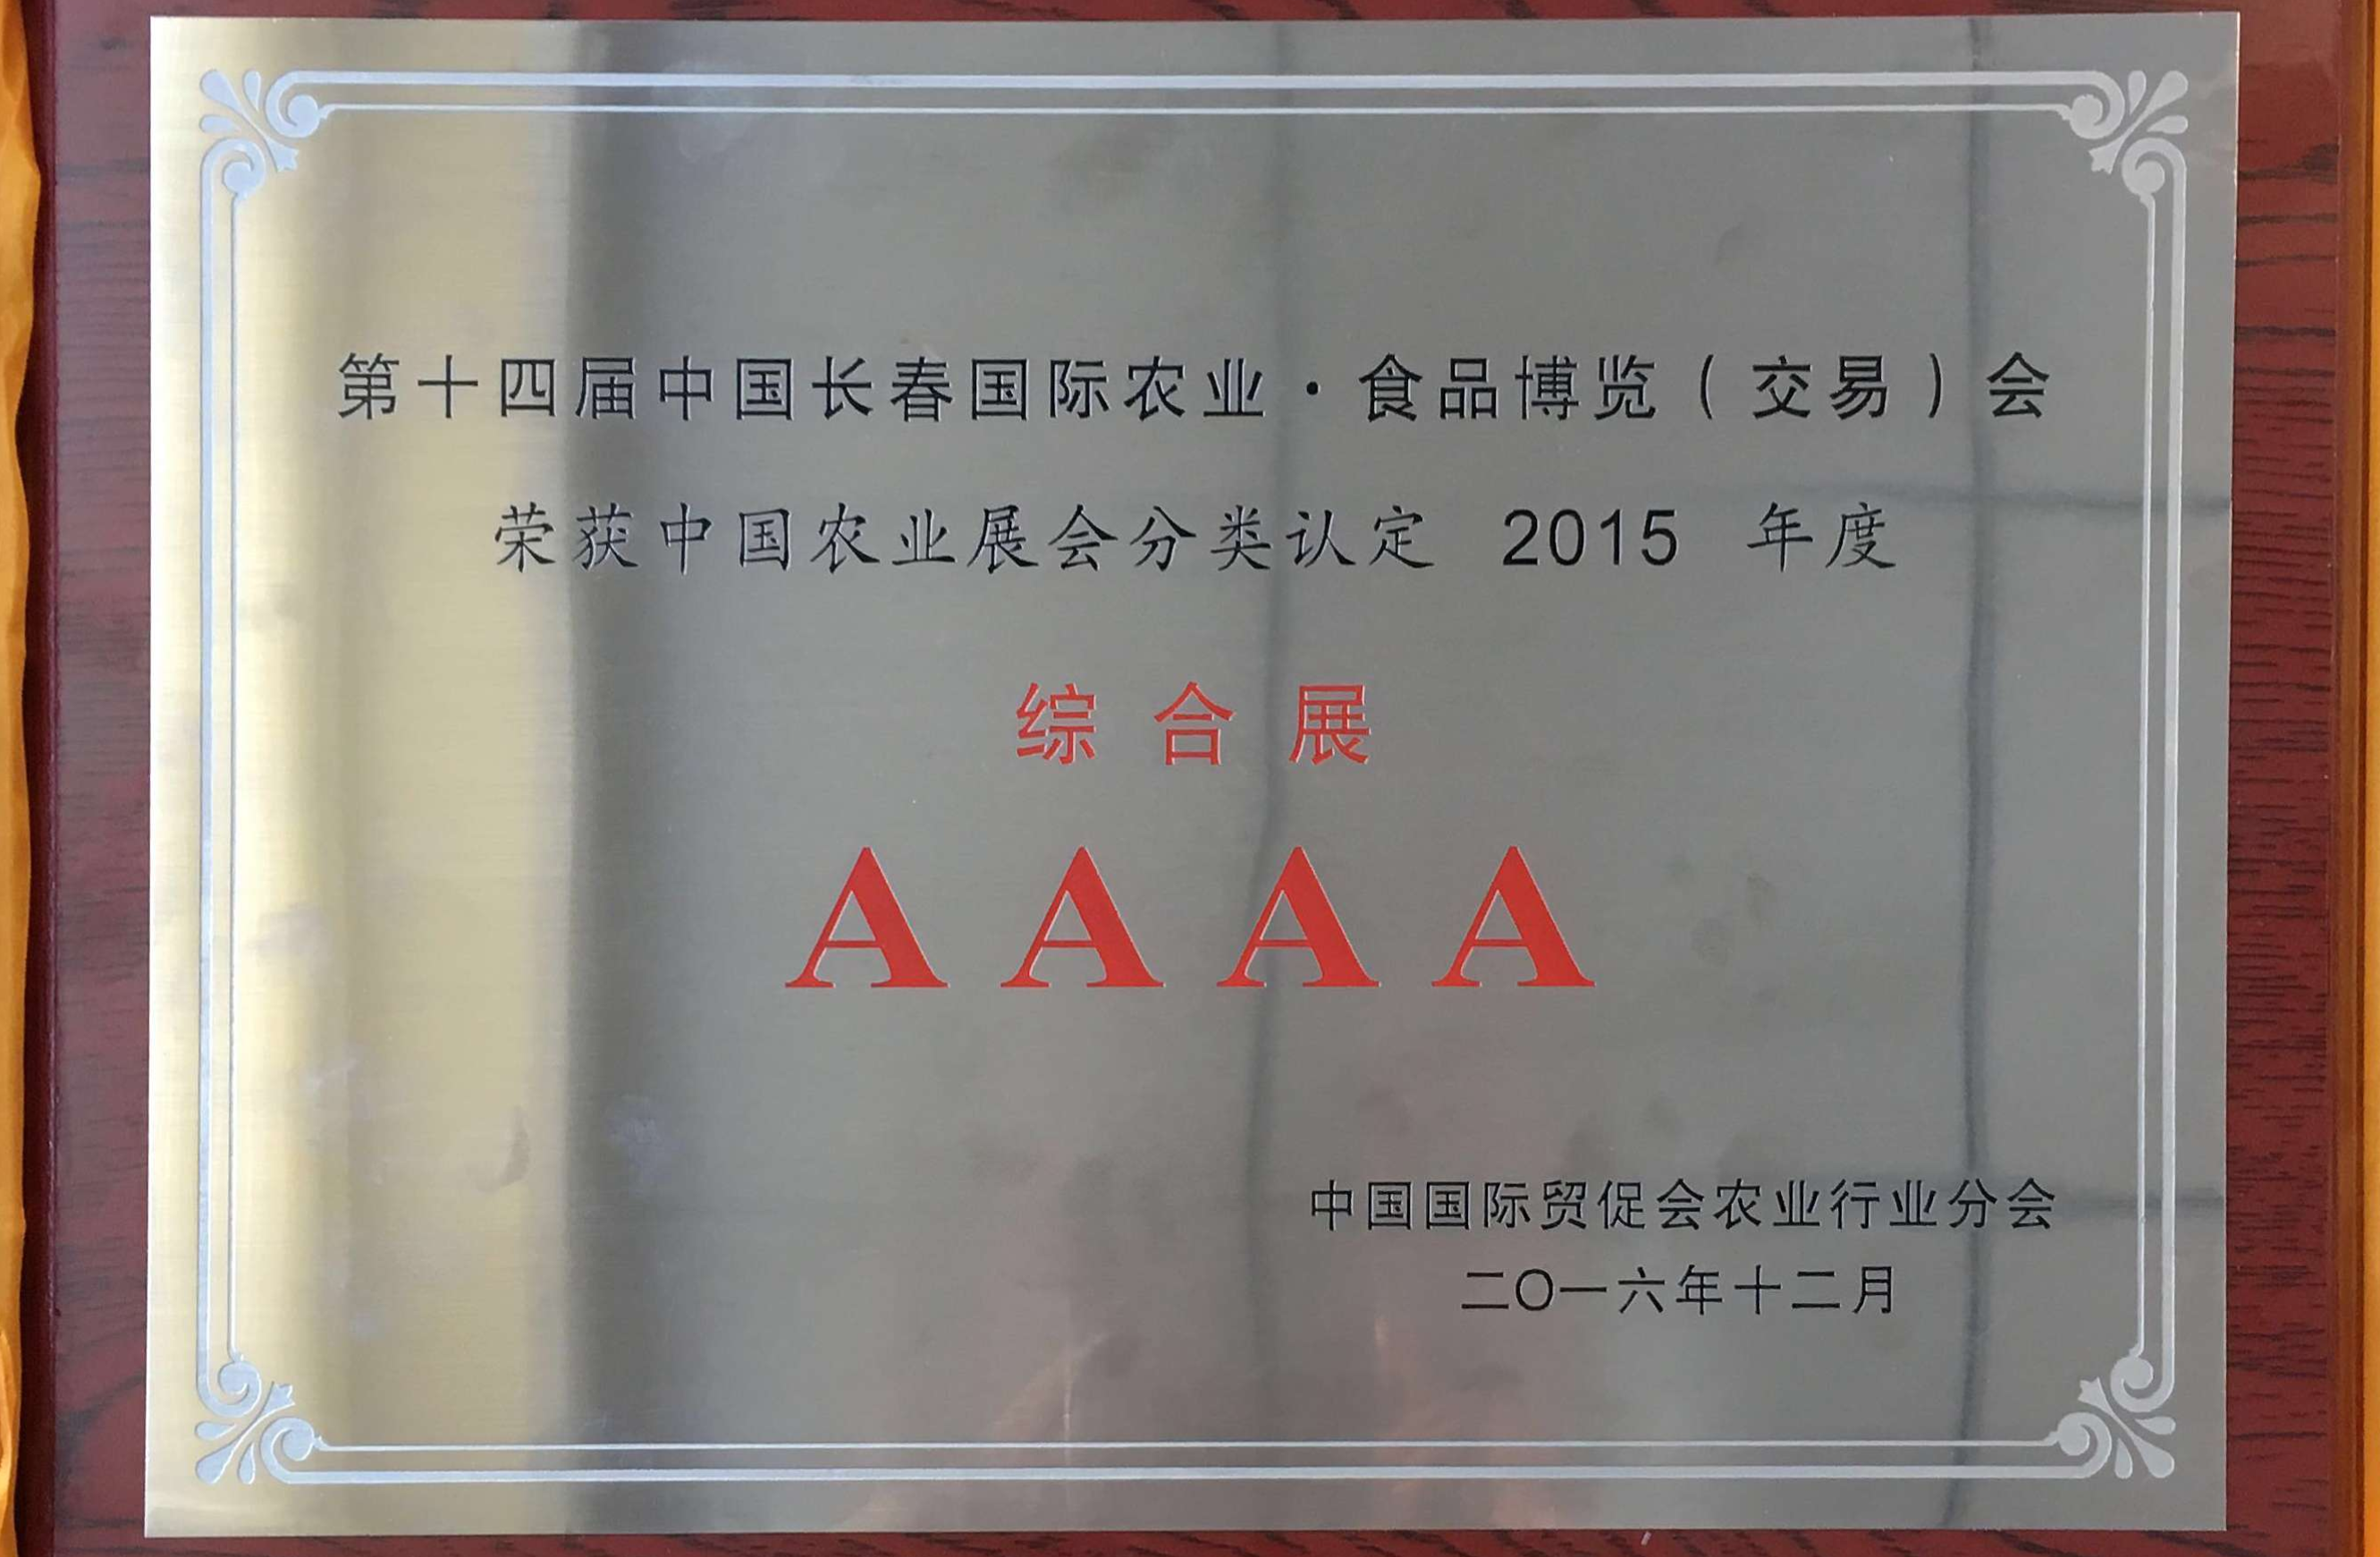 第十四届中国长春国际农业·食品博览(交易)会
荣获中国农业展会分类认定 2015 年度
综合展
AAAA
中国国际贸促会农业行业分会
二〇一六年十二月